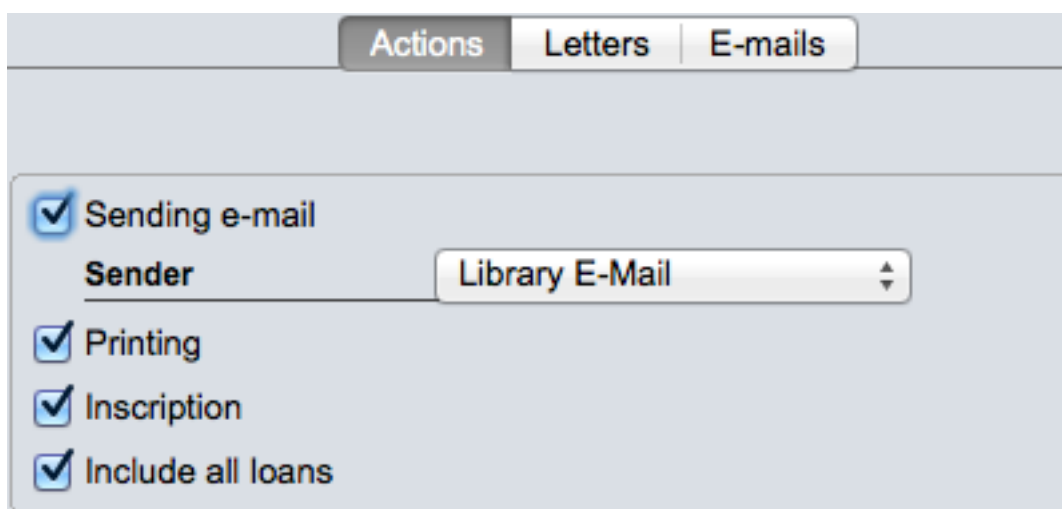 Actions Letters E-mails
Sending e-mail
Sender Library E-Mail
Printing
Inscription
Include all loans